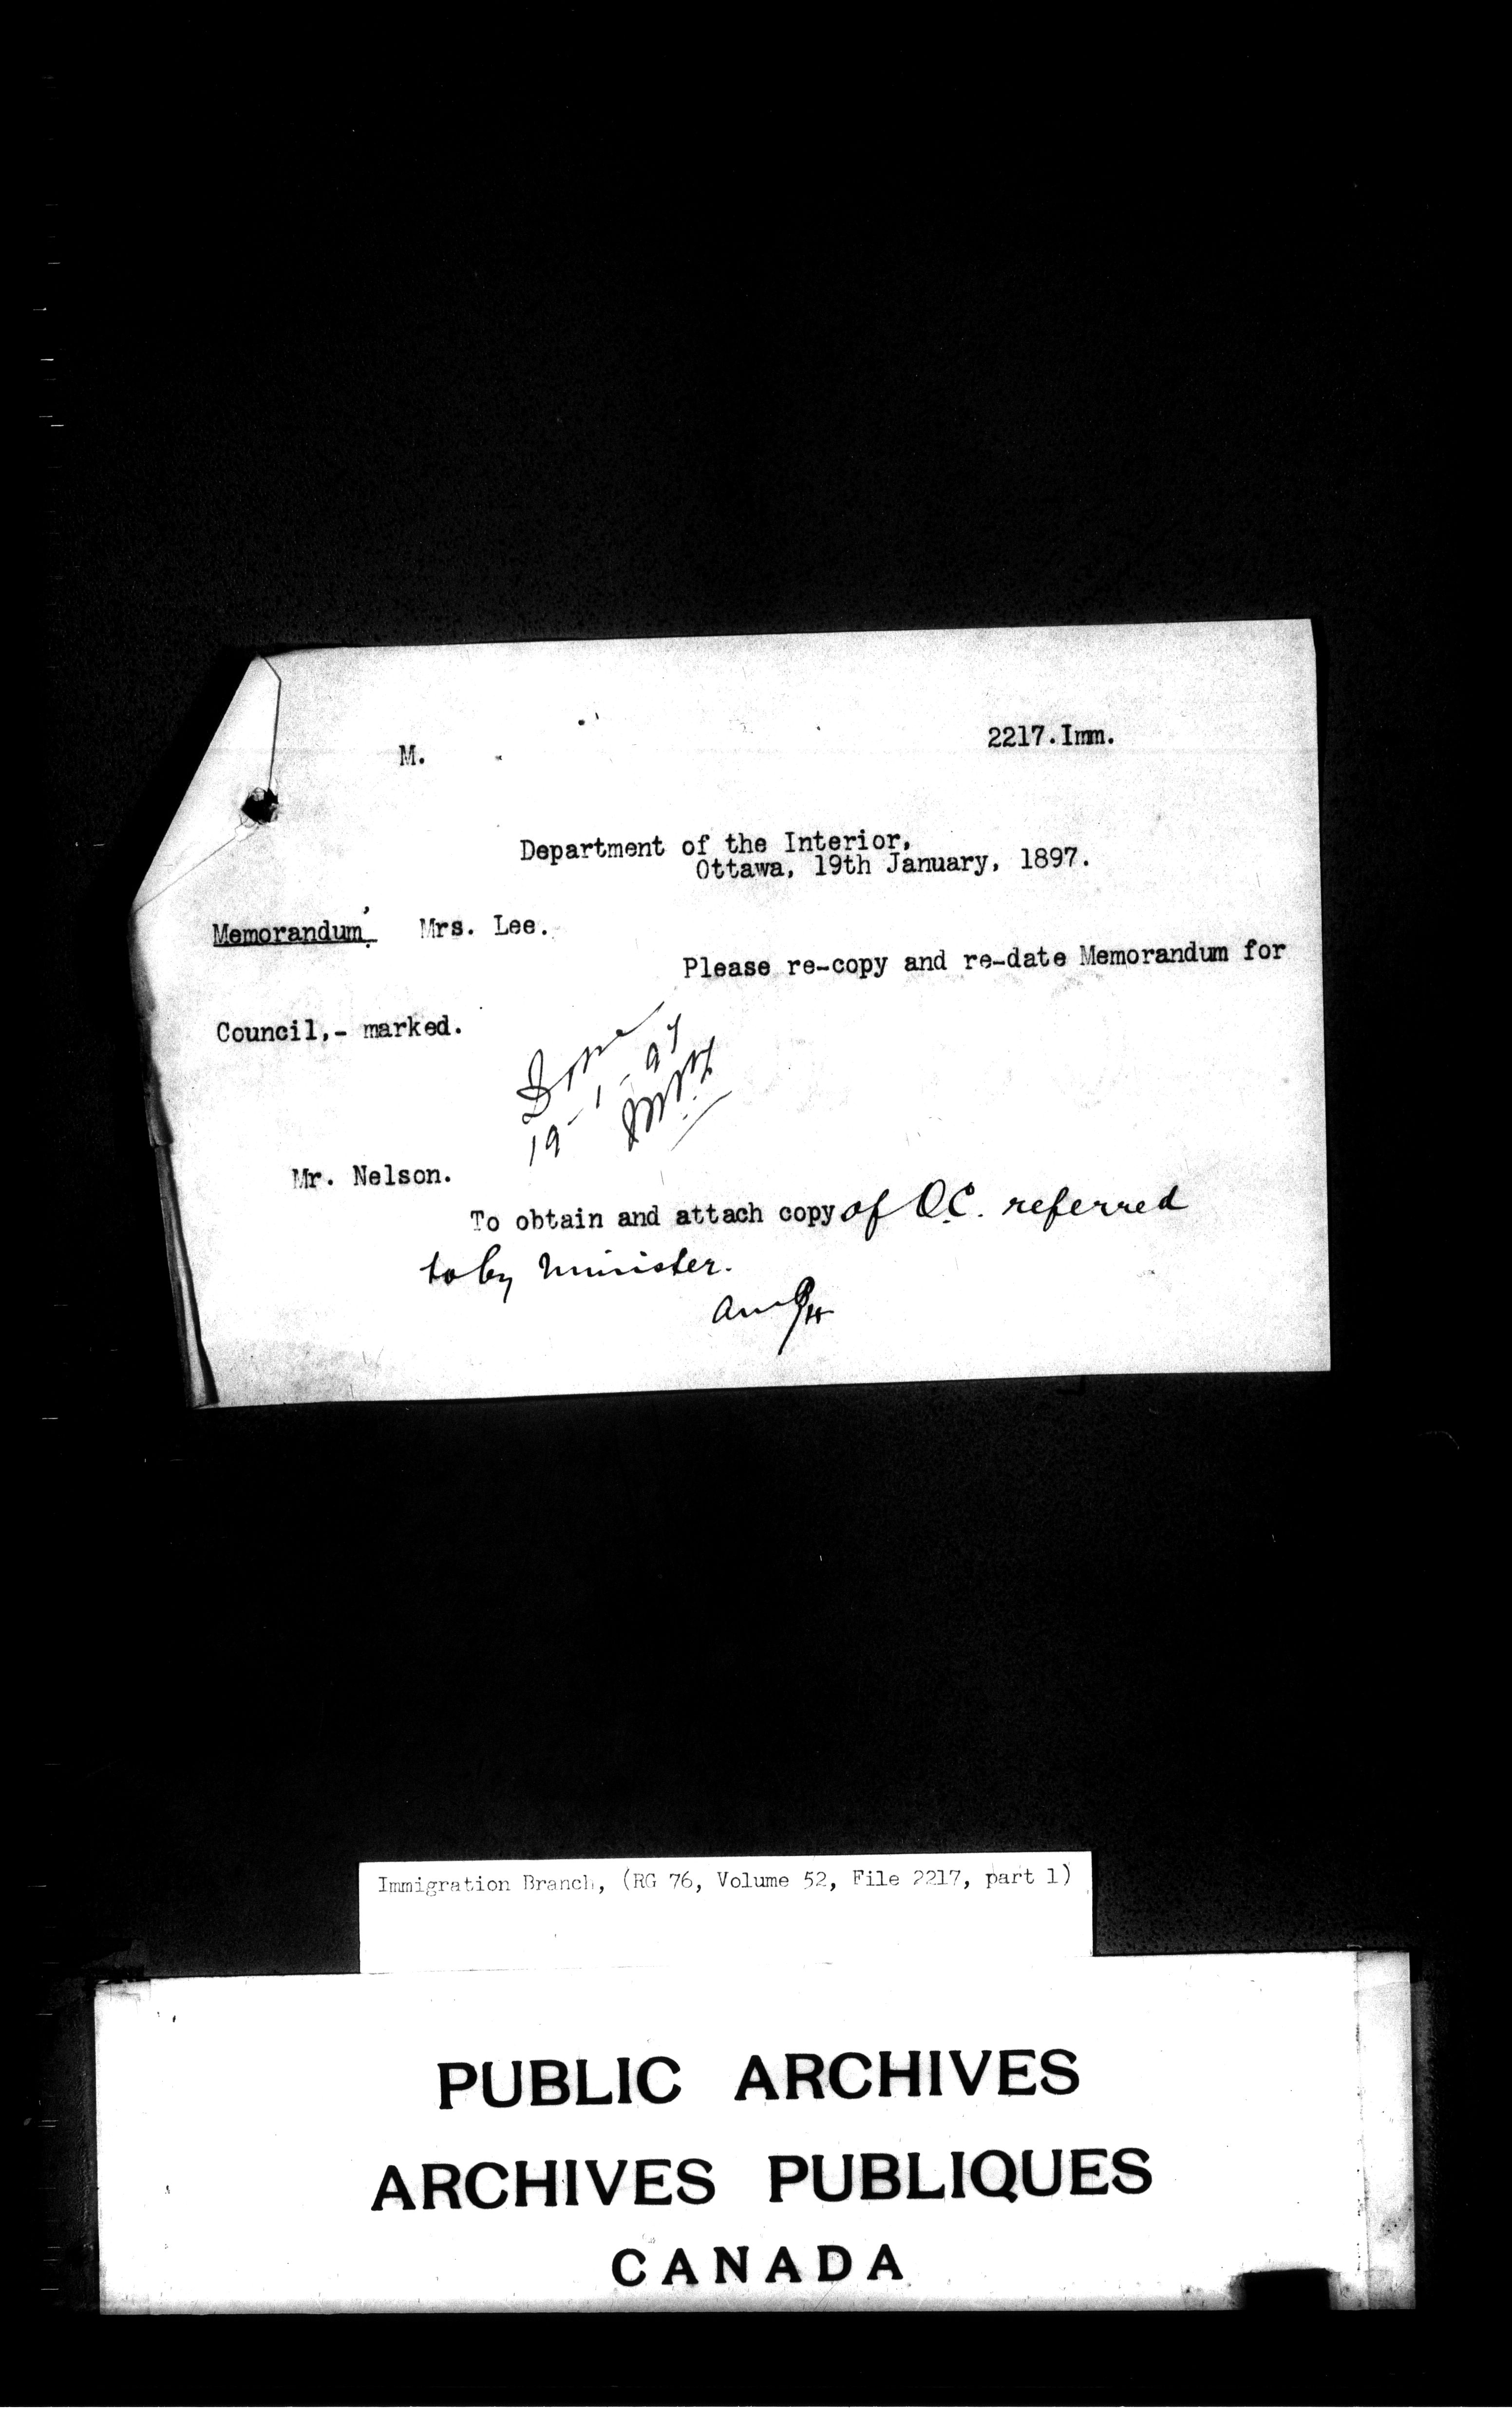 M.
2217.Imm.
Department of the Interior,
Ottawa, 19th January, 1897.
Memorandum, Mrs. Lee.
Please re-copy and re-date Memorandum for
Council,- marked.
Done
19-1-97
Mr. Nelson.
To obtain and attach copy of O.C. referred
to by Minister.
Immigration Branch, (RG 76, Volume 52, File 2217, part 1)
PUBLIC ARCHIVES
ARCHIVES PUBLIQUES
CANADA